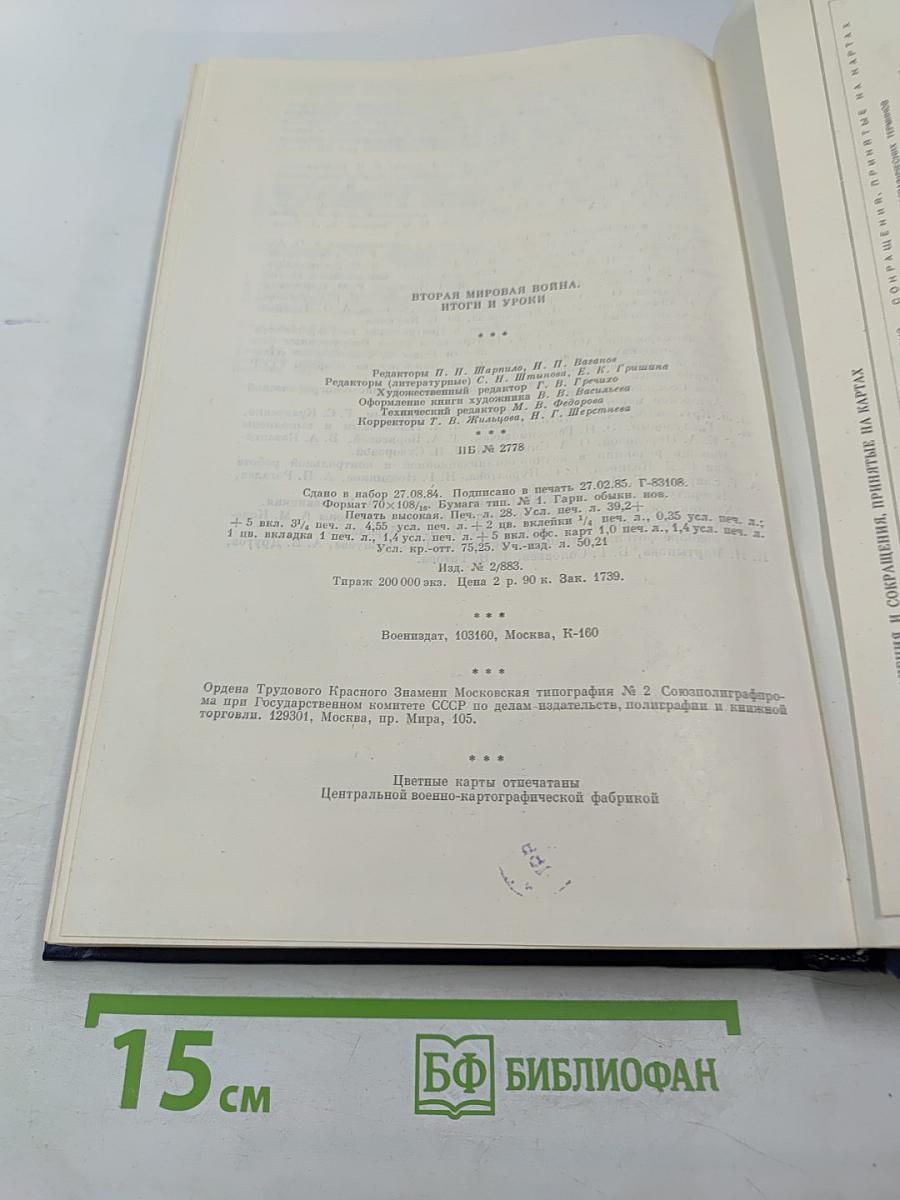 ВТОРАЯ МИРОВАЯ ВОЙНА.
ИТОГИ И УРОКИ
* * *
Редакторы П. Н. Шарпило, И. П. Ваганов
Редакторы (литературные) С. Н. Штынова, Е. К. Гришина
Художественный редактор Г. В. Гречихо
Оформление книги художника В. В. Васильева
Технический редактор М. В. Федорова
Корректоры Т. В. Жильцова, Н. Г. Шерстнева
* * *
ИБ № 2778
Сдано в набор 27.08.84. Подписано в печать 27.02.85. Г-83108.
Формат 70×108/16. Бумага тип. № 1. Гарн. обыкн. нов.
Печать высокая. Печ. л. 28. Усл. печ. л. 39,2+
+ 5 вкл. 3¼ печ. л. 4,55 усл. печ. л. + 2 цв. вклейки ¼ печ. л., 0,35 усл. печ. л.;
1 цв. вкладка 1 печ. л., 1,4 усл. печ. л. + 5 вкл. офс. карт 1,0 печ. л., 1,4 усл. печ. л.
Усл. кр.-отт. 75,25. Уч.-изд. л. 50,21
Изд. № 2/883.
Тираж 200 000 экз. Цена 2 р. 90 к. Зак. 1739.
* * *
Воениздат, 103160, Москва, К-160
* * *
Ордена Трудового Красного Знамени Московская типография № 2 Союзполиграфпро-
ма при Государственном комитете СССР по делам издательств, полиграфии и книжной
торговли. 129301, Москва, пр. Мира, 105.
* * *
Цветные карты отпечатаны
Центральной военно-картографической фабрикой
СОКРАЩЕНИЯ, ПРИНЯТЫЕ НА КАРТАХ
И СОКРАЩЕНИЯ, ПРИНЯТЫЕ НА КАРТАХ
15 см
БФ БИБЛИОФАН